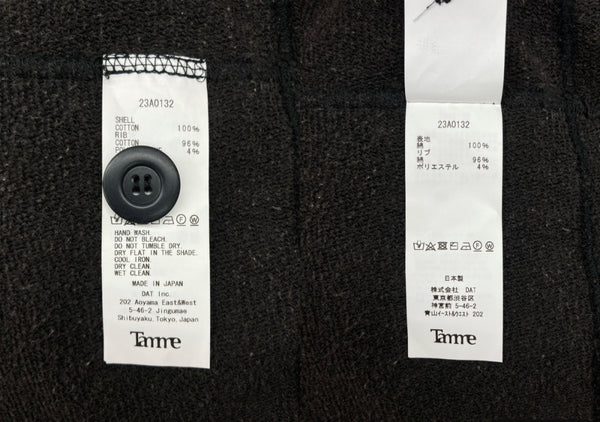 23A0132
SHELL
COTTON 100%
RIB
COTTON 96%
4%
HAND WASH.
DO NOT BLEACH.
DO NOT TUMBLE DRY.
DRY FLAT IN THE SHADE.
COOL IRON.
DRY CLEAN.
WET CLEAN.
MADE IN JAPAN
DAT Inc.
202 Aoyama East&West
5-46-2 Jingumae
Shibuyaku, Tokyo, Japan
Tamme
23A0132
表地
綿 100%
リブ
綿 96%
ポリエステル 4%
日本製
株式会社 DAT
東京都渋谷区
神宮前 5-46-2
青山イースト&ウエスト 202
Tamme